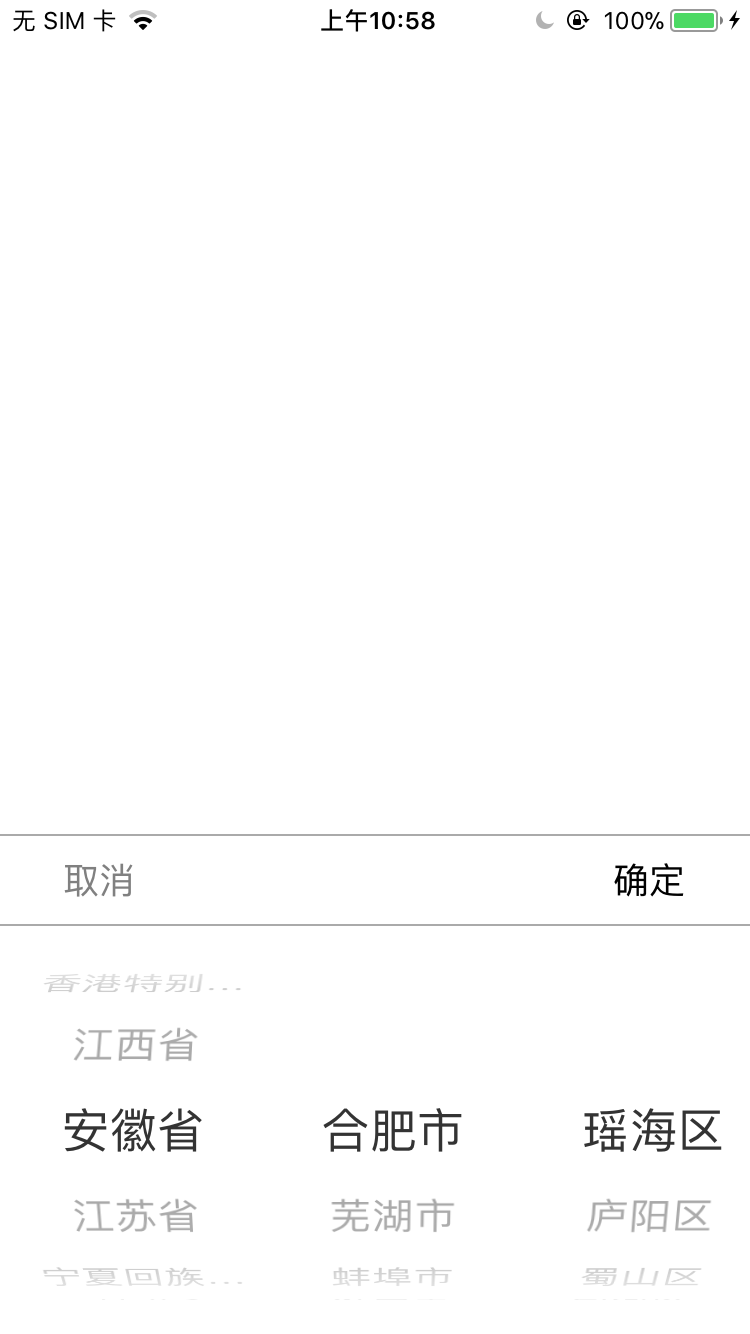 无 SIM 卡 上午10:58 100%
取消 确定
香港特别...
江西省
安徽省 合肥市 瑶海区
江苏省 芜湖市 庐阳区
宁夏回族... 蚌埠市 蜀山区